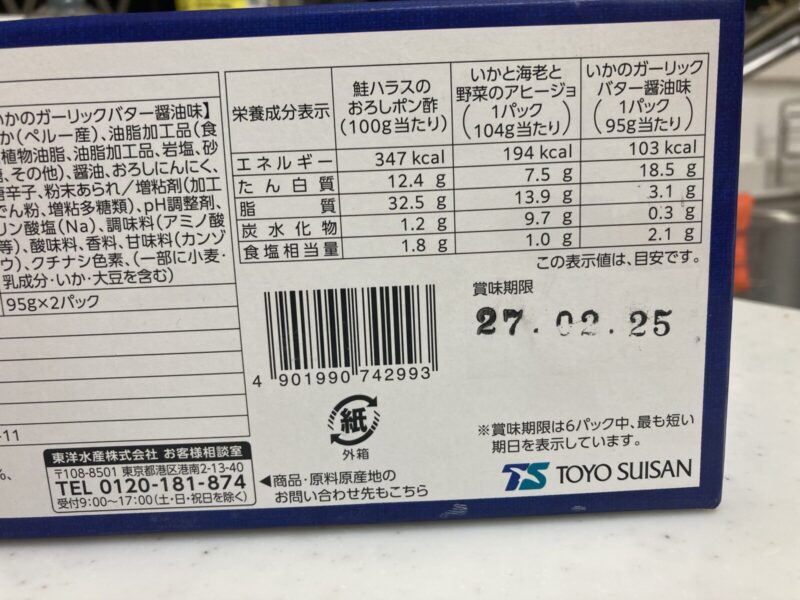 いかのガーリックバター醤油味】
か(ペルー産)、油脂加工品(食
植物油脂、油脂加工品、岩塩、砂
、その他)、醤油、おろしにんにく、
唐辛子、粉末あられ/増粘剤(加工
でん粉、増粘多糖類)、pH調整剤、
リン酸塩(Na)、調味料(アミノ酸
等)、酸味料、香料、甘味料(カンゾ
ウ)、クチナシ色素、(一部に小麦・
乳成分・いか・大豆を含む)
95g×2パック
-11
栄養成分表示 鮭ハラスのおろしポン酢(100g当たり) いかと海老と野菜のアヒージョ(1パック104g当たり) いかのガーリックバター醤油味(1パック95g当たり)
エネルギー 347 kcal 194 kcal 103 kcal
たん白質 12.4 g 7.5 g 18.5 g
脂質 32.5 g 13.9 g 3.1 g
炭水化物 1.2 g 9.7 g 0.3 g
食塩相当量 1.8 g 1.0 g 2.1 g
この表示値は、目安です。
賞味期限
27.02.25
4 901990 742993
紙
外箱
※賞味期限は6パック中、最も短い
期日を表示しています。
東洋水産株式会社 お客様相談室
〒108-8501 東京都港区港南2-13-40
TEL 0120-181-874
受付9:00~17:00(土・日・祝日を除く)
◀商品・原料原産地の
お問い合わせ先もこちら
TS TOYO SUISAN